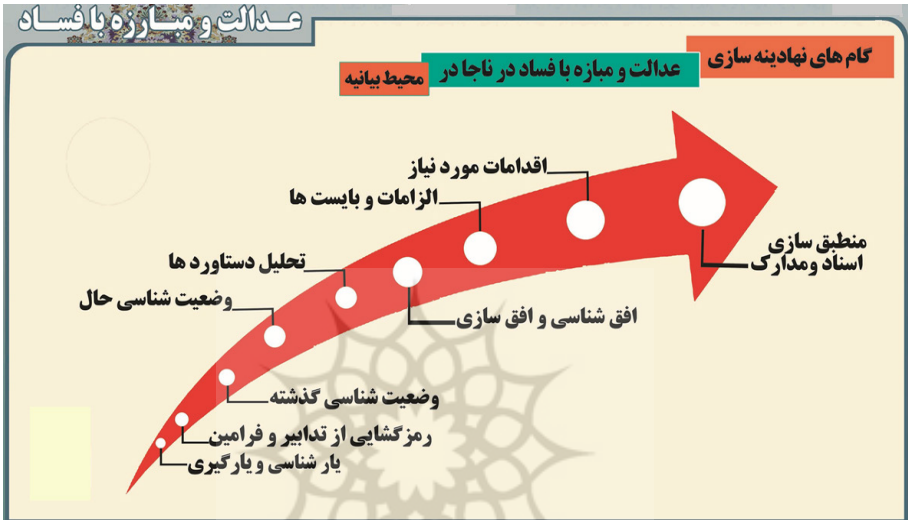 عدالت و مبارزه با فساد
گام های نهادینه سازی
عدالت و مبازه با فساد در ناجا در
محیط بیانیه
اقدامات مورد نیاز
الزامات و بایست ها
تحلیل دستاورد ها
وضعیت شناسی حال
منطبق سازی
اسناد ومدارک
افق شناسی و افق سازی
وضعیت شناسی گذشته
رمزگشایی از تدابیر و فرامین
یار شناسی و یارگیری